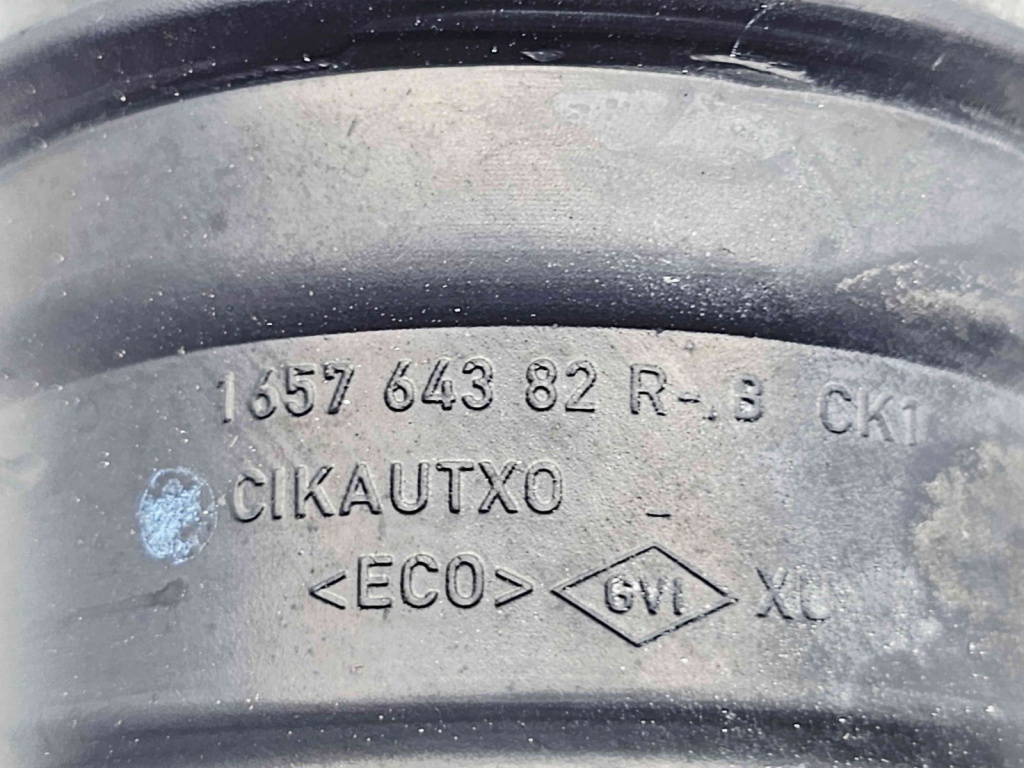 1657 643 82 R-.B CK1
CIKAUTXO
<ECO> GVI